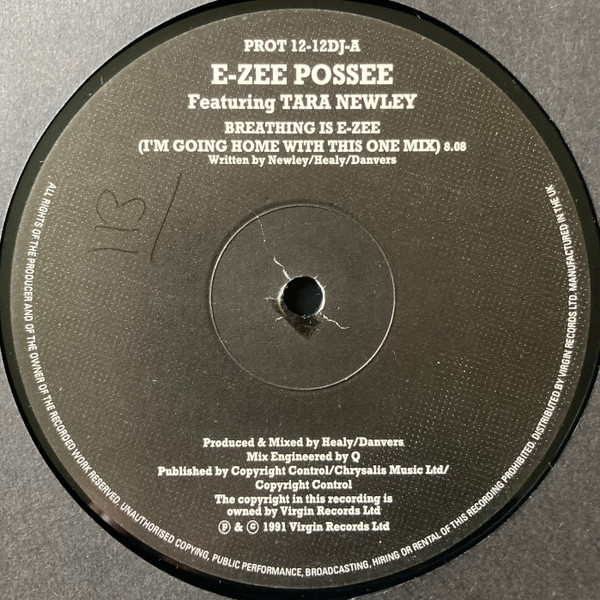 PROT 12-12DJ-A
E-ZEE POSSEE
Featuring TARA NEWLEY
BREATHING IS E-ZEE
(I'M GOING HOME WITH THIS ONE MIX) 8.08
Written by Newley/Healy/Danvers
113
Produced & Mixed by Healy/Danvers
Mix Engineered by Q
Published by Copyright Control/Chrysalis Music Ltd/
Copyright Control
The copyright in this recording is
owned by Virgin Records Ltd
Ⓟ & © 1991 Virgin Records Ltd
ALL RIGHTS OF THE PRODUCER AND OF THE OWNER OF THE RECORDED WORK RESERVED. UNAUTHORISED COPYING, PUBLIC PERFORMANCE, BROADCASTING, HIRING OR RENTAL OF THIS RECORDING PROHIBITED. DISTRIBUTED BY VIRGIN RECORDS LTD. MANUFACTURED IN THE UK